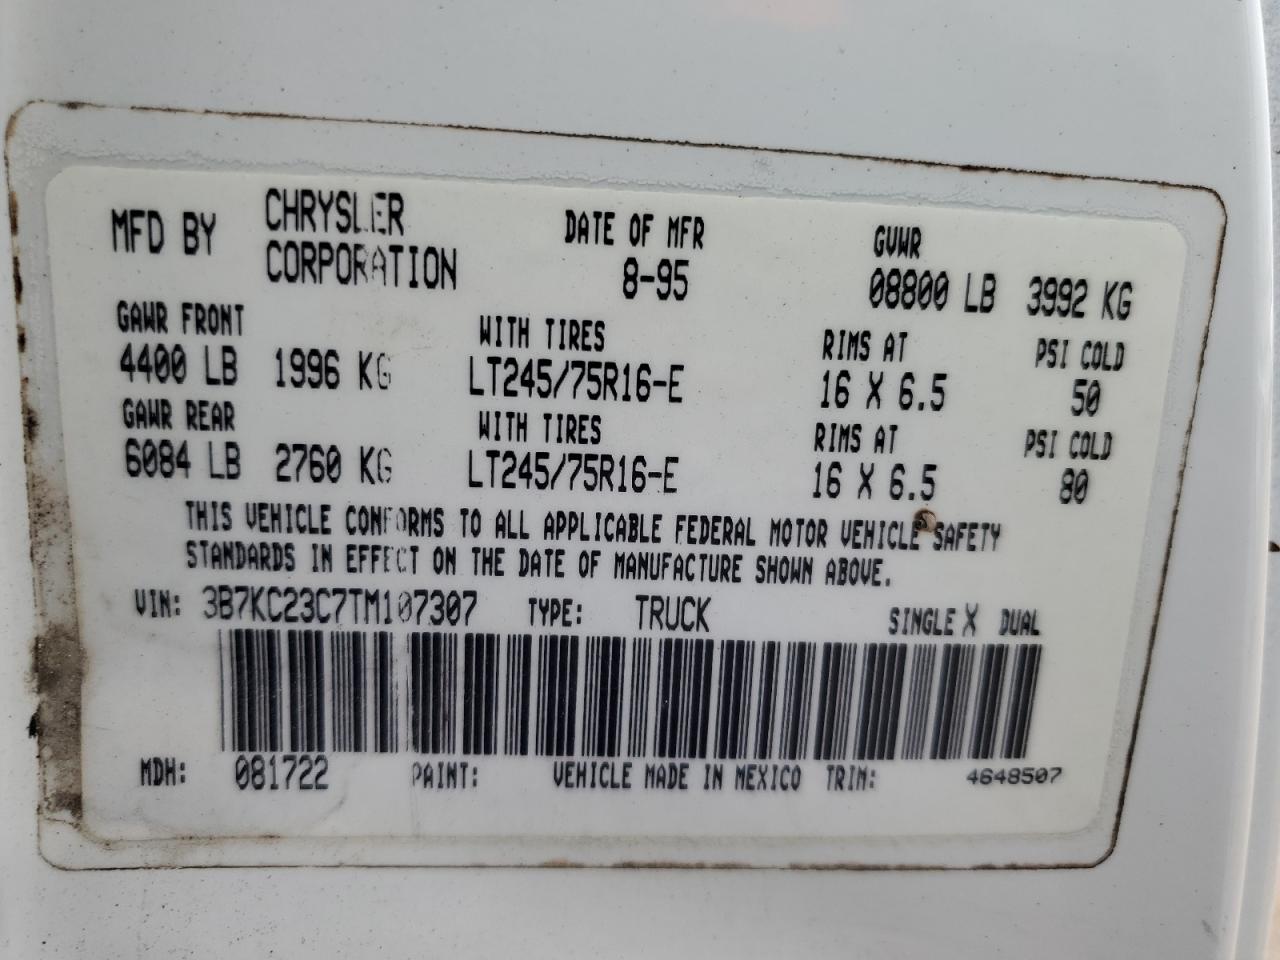 MFD BY CHRYSLER CORPORATION DATE OF MFR 8-95 GVWR 08800 LB 3992 KG
GAWR FRONT WITH TIRES RIMS AT PSI COLD
4400 LB 1996 KG LT245/75R16-E 16 X 6.5 50
GAWR REAR WITH TIRES RIMS AT PSI COLD
6084 LB 2760 KG LT245/75R16-E 16 X 6.5 80
THIS VEHICLE CONFORMS TO ALL APPLICABLE FEDERAL MOTOR VEHICLE SAFETY
STANDARDS IN EFFECT ON THE DATE OF MANUFACTURE SHOWN ABOVE.
VIN: 3B7KC23C7TM107307 TYPE: TRUCK SINGLE X DUAL
MDH: 081722 PAINT: VEHICLE MADE IN MEXICO TRIM: 4648507